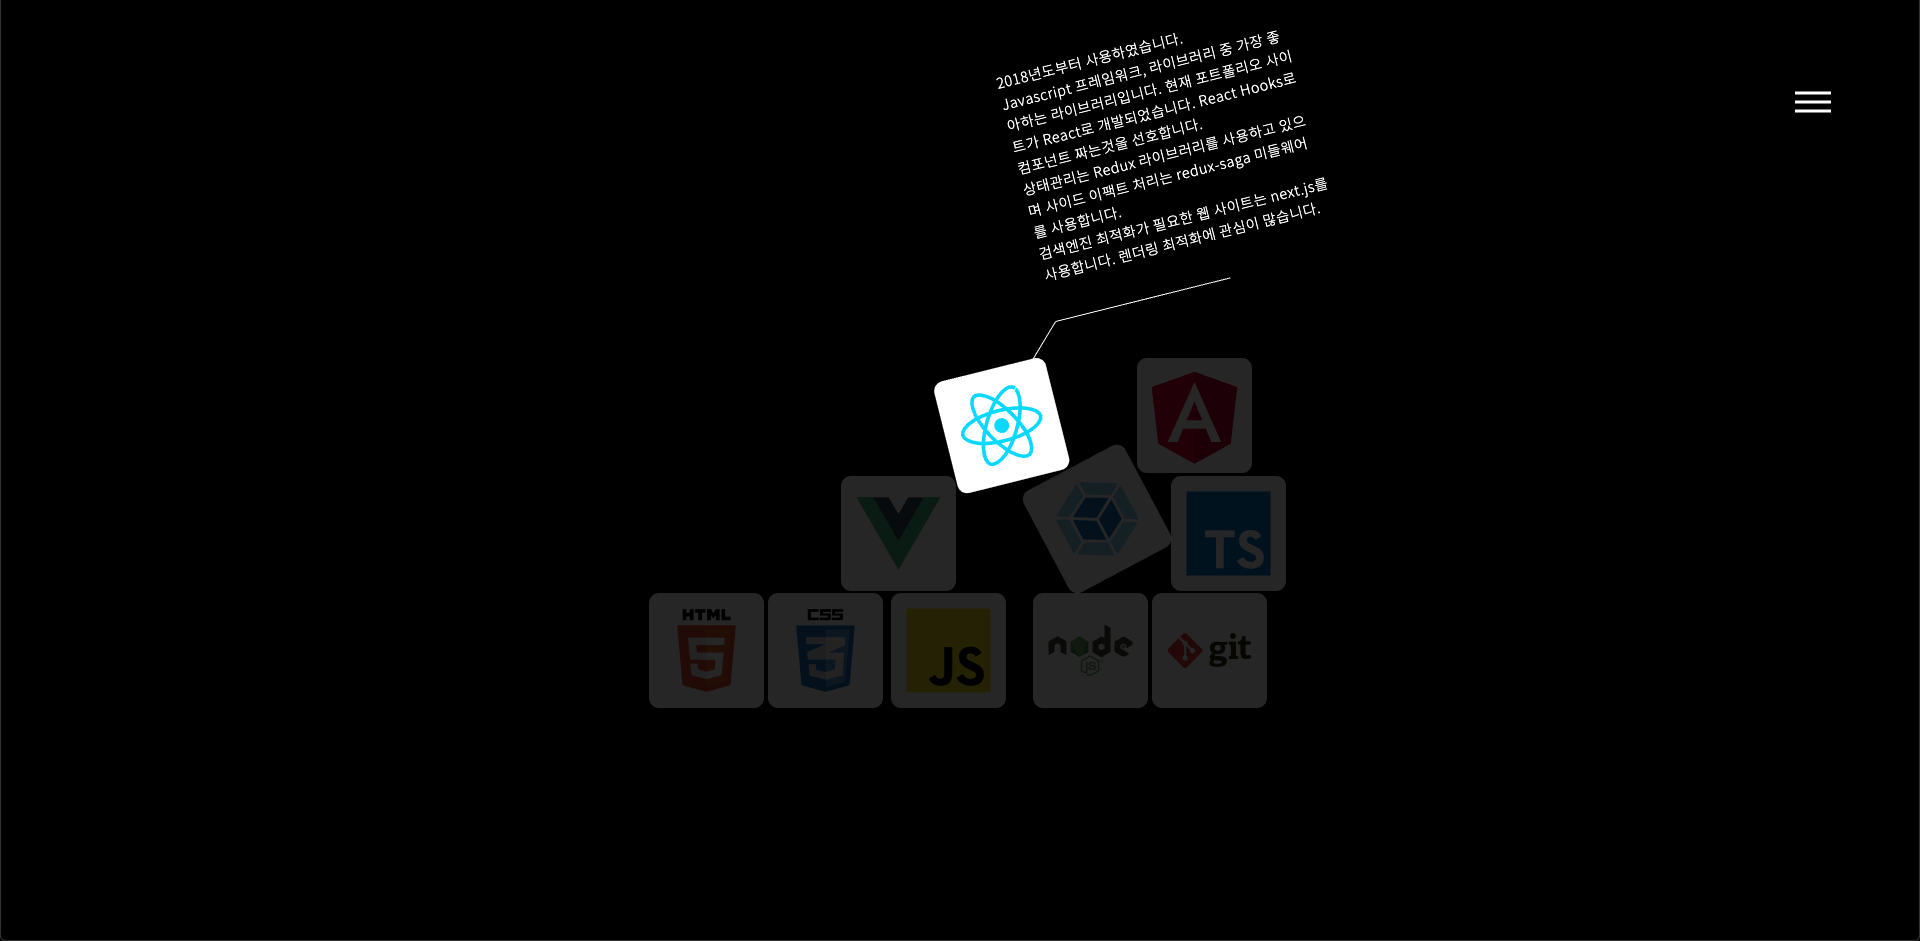 2018년도부터 사용하였습니다.
Javascript 프레임워크, 라이브러리 중 가장 좋
아하는 라이브러리입니다. 현재 포트폴리오 사이
트가 React로 개발되었습니다. React Hooks로
컴포넌트 짜는것을 선호합니다.
상태관리는 Redux 라이브러리를 사용하고 있으
며 사이드 이팩트 처리는 redux-saga 미들웨어
를 사용합니다.
검색엔진 최적화가 필요한 웹 사이트는 next.js를
사용합니다. 렌더링 최적화에 관심이 많습니다.
A
TS
HTML
5
CSS
3
JS
node
JS
git